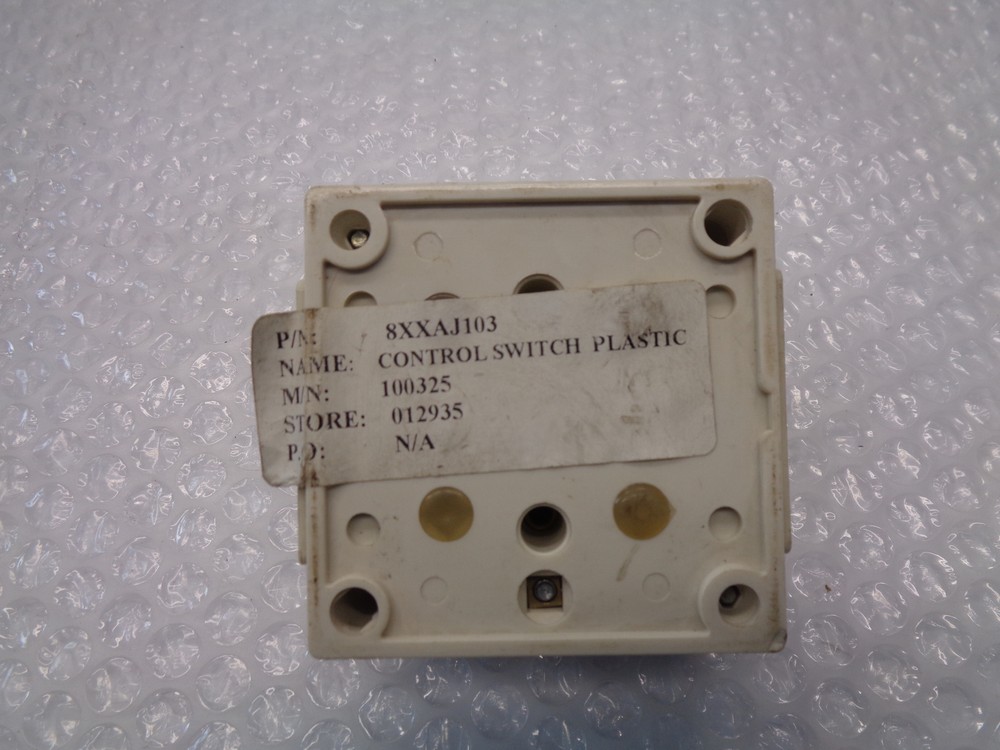 P/N: 8XXAJ103
NAME: CONTROL SWITCH PLASTIC
M/N: 100325
STORE: 012935
P.O: N/A